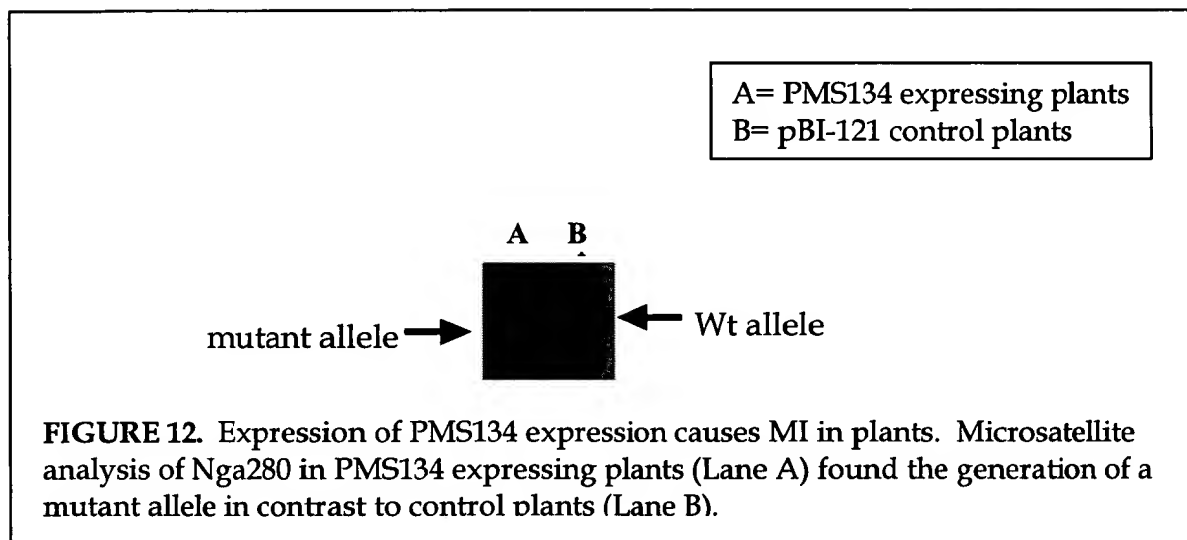 A= PMS134 expressing plants
B= pBI-121 control plants
A B
mutant allele
Wt allele
FIGURE 12. Expression of PMS134 expression causes MI in plants. Microsatellite
analysis of Nga280 in PMS134 expressing plants (Lane A) found the generation of a
mutant allele in contrast to control plants (Lane B).